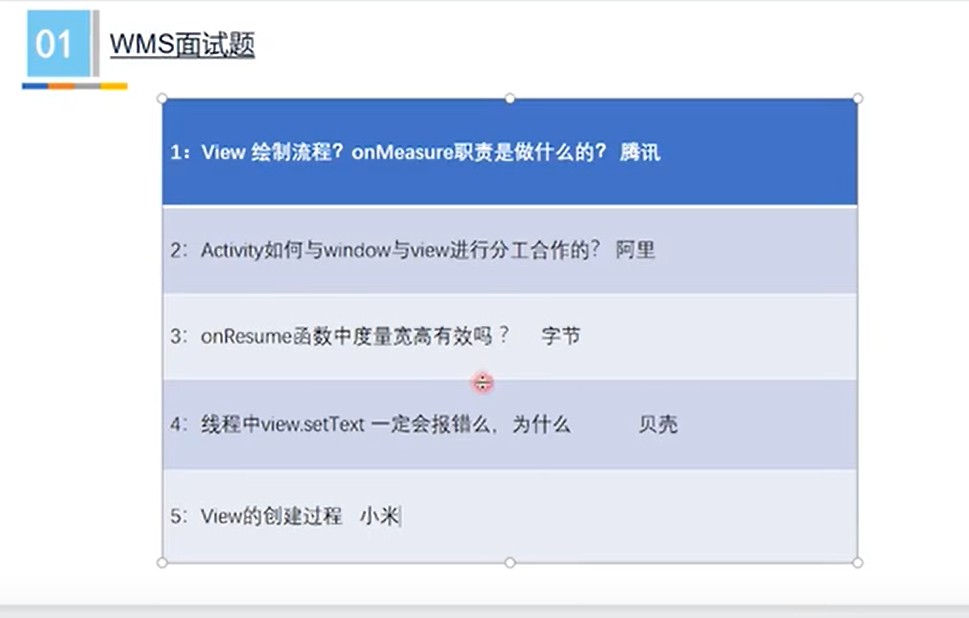 01
WMS面试题
1：View 绘制流程？onMeasure职责是做什么的？ 腾讯
2：Activity如何与window与view进行分工合作的？ 阿里
3：onResume函数中度量宽高有效吗 ？ 字节
4：线程中view.setText 一定会报错么，为什么 贝壳
5：View的创建过程 小米